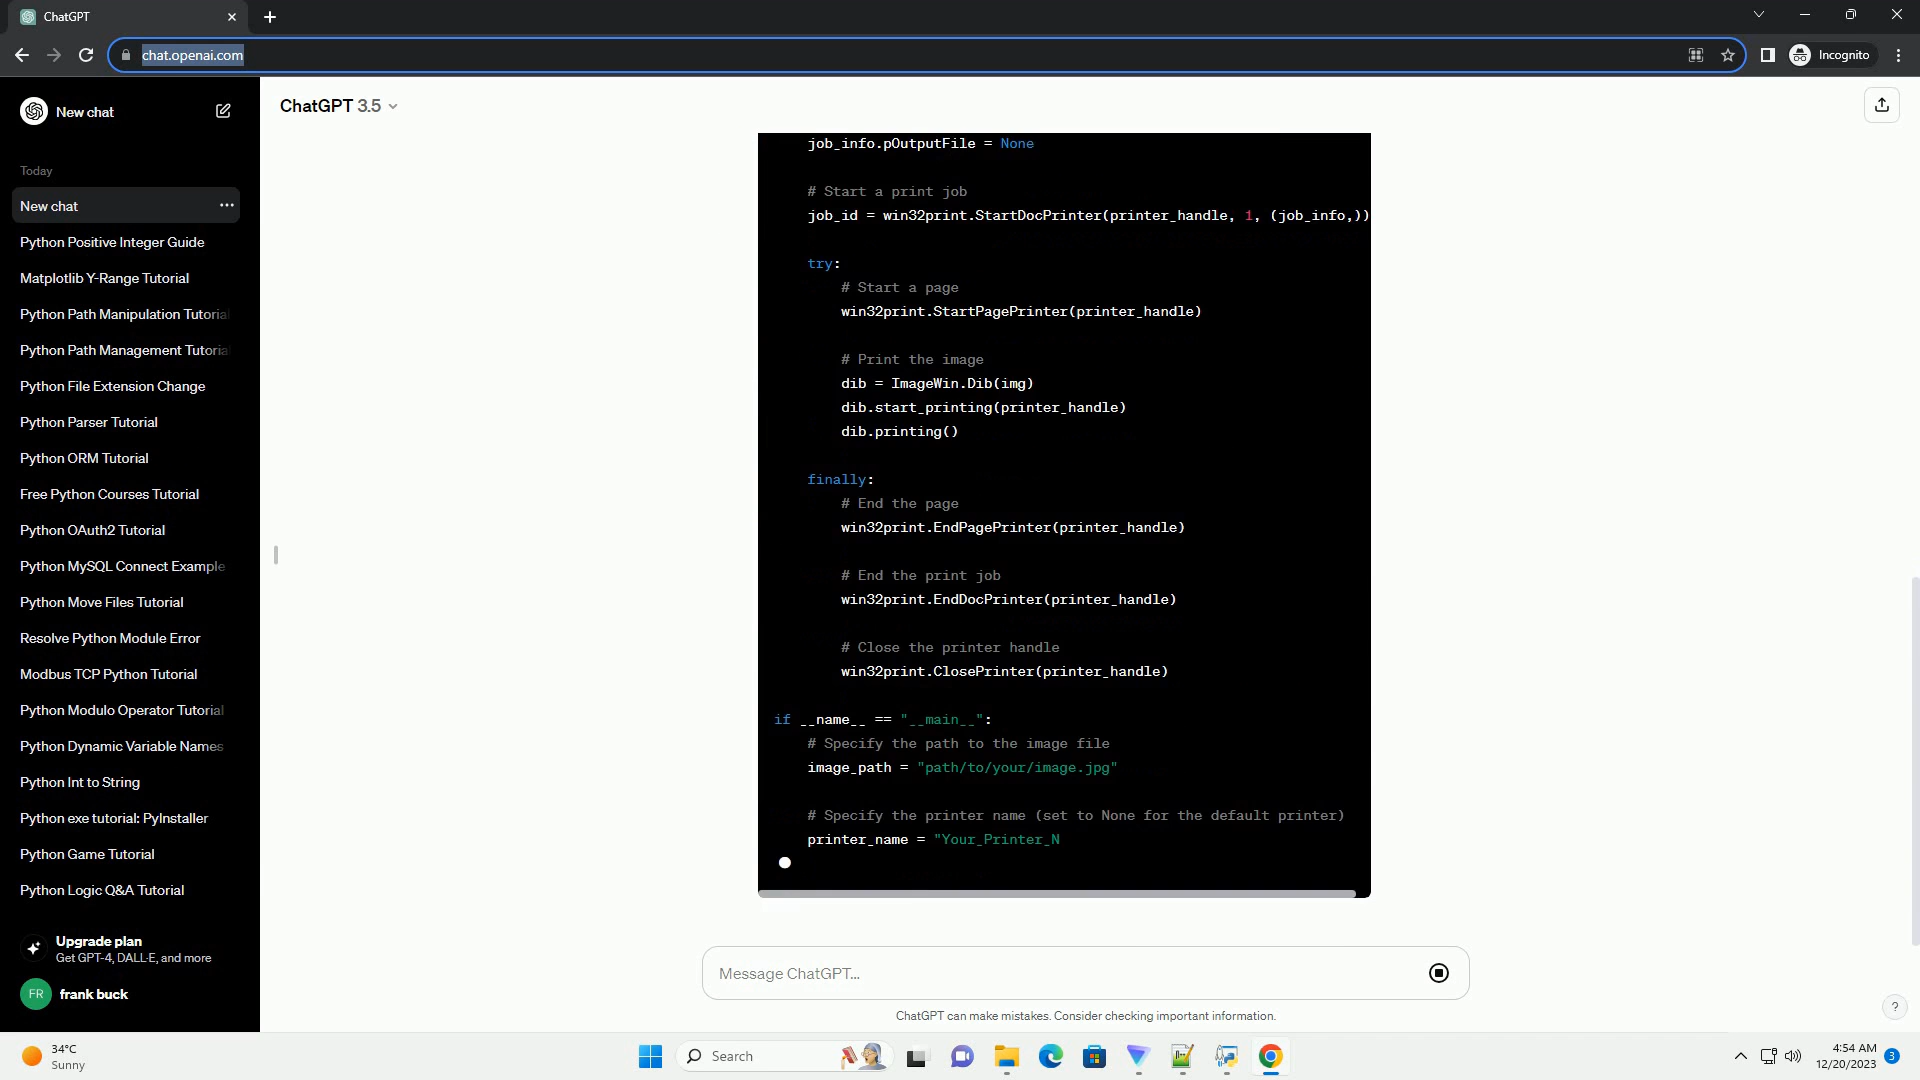 ChatGPT
chat.openai.com
Incognito
New chat
Today
New chat
Python Positive Integer Guide
Matplotlib Y-Range Tutorial
Python Path Manipulation Tutorial
Python Path Management Tutorial
Python File Extension Change
Python Parser Tutorial
Python ORM Tutorial
Free Python Courses Tutorial
Python OAuth2 Tutorial
Python MySQL Connect Example
Python Move Files Tutorial
Resolve Python Module Error
Modbus TCP Python Tutorial
Python Modulo Operator Tutorial
Python Dynamic Variable Names
Python Int to String
Python exe tutorial: PyInstaller
Python Game Tutorial
Python Logic Q&A Tutorial
Upgrade plan
Get GPT-4, DALL·E, and more
FR
frank buck
ChatGPT 3.5
job_info.pOutputFile = None
# Start a print job
job_id = win32print.StartDocPrinter(printer_handle, 1, (job_info,))
try:
# Start a page
win32print.StartPagePrinter(printer_handle)
# Print the image
dib = ImageWin.Dib(img)
dib.start_printing(printer_handle)
dib.printing()
finally:
# End the page
win32print.EndPagePrinter(printer_handle)
# End the print job
win32print.EndDocPrinter(printer_handle)
# Close the printer handle
win32print.ClosePrinter(printer_handle)
if __name__ == "__main__":
# Specify the path to the image file
image_path = "path/to/your/image.jpg"
# Specify the printer name (set to None for the default printer)
printer_name = "Your_Printer_N
Message ChatGPT...
ChatGPT can make mistakes. Consider checking important information.
?
34°C
Sunny
Search
4:54 AM
12/20/2023
3